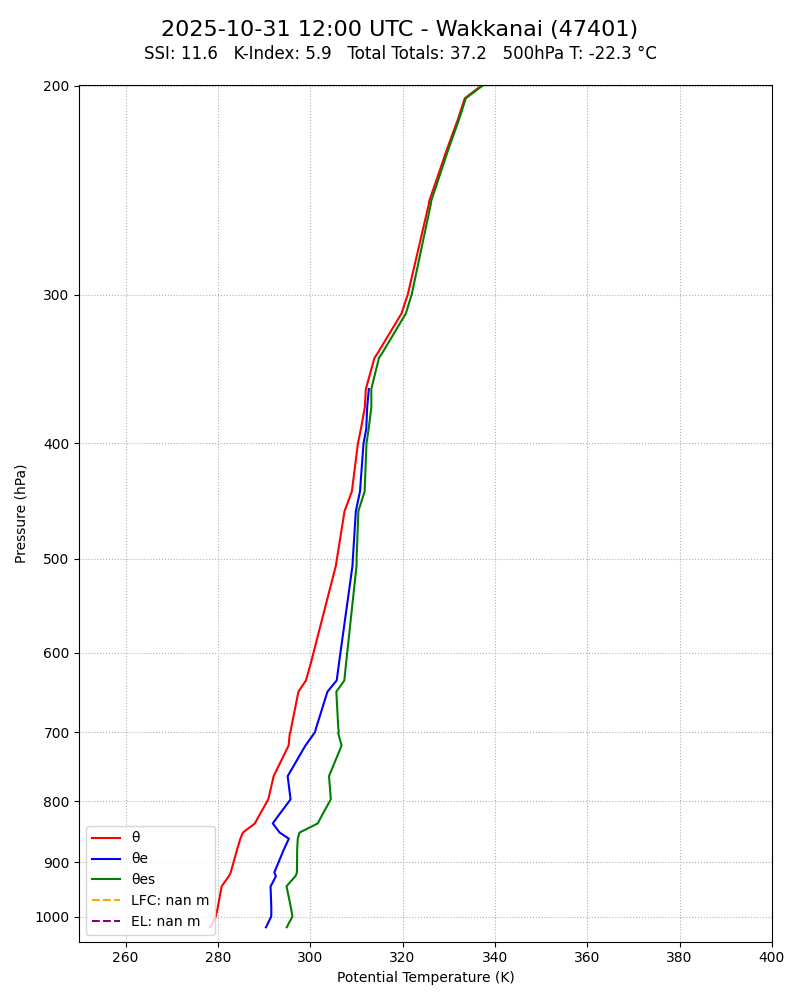 2025-10-31 12:00 UTC - Wakkanai (47401)
SSI: 11.6 K-Index: 5.9 Total Totals: 37.2 500hPa T: -22.3 °C
200
300
400
500
600
700
800
900
1000
Pressure (hPa)
θ
θe
θes
LFC: nan m
EL: nan m
260 280 300 320 340 360 380 400
Potential Temperature (K)